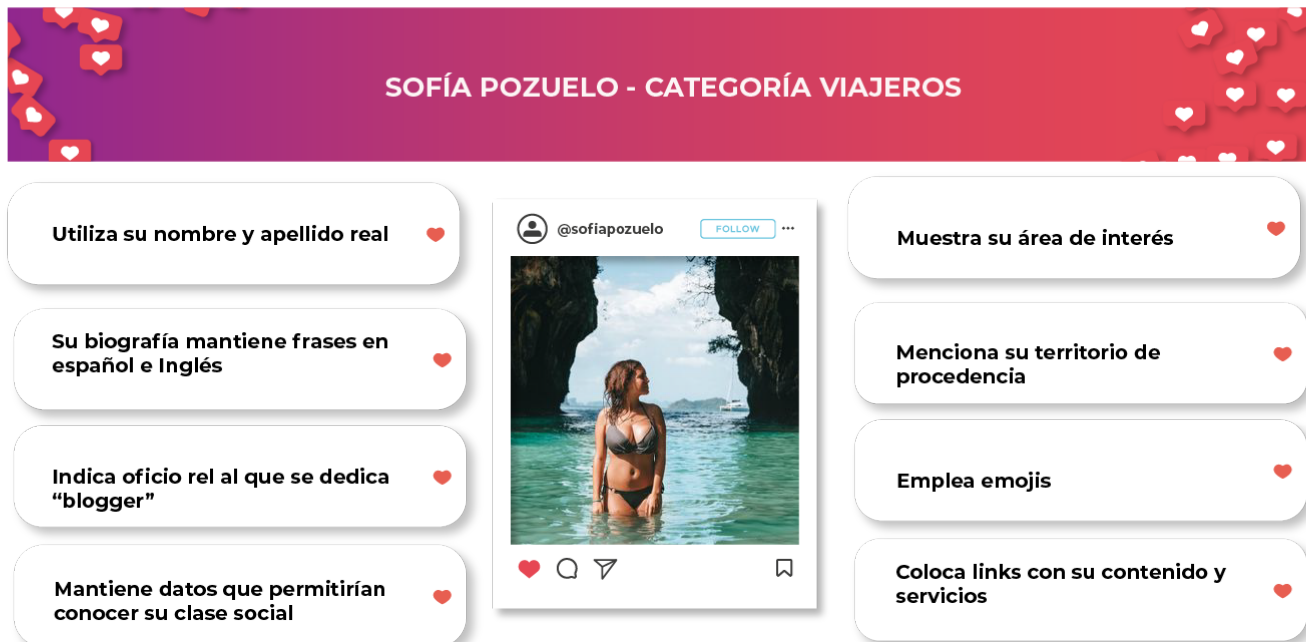 SOFÍA POZUELO - CATEGORÍA VIAJEROS
Utiliza su nombre y apellido real
Su biografía mantiene frases en
español e Inglés
Indica oficio rel al que se dedica
“blogger”
Mantiene datos que permitirían
conocer su clase social
@sofiapozuelo
FOLLOW
Muestra su área de interés
Menciona su territorio de
procedencia
Emplea emojis
Coloca links con su contenido y
servicios